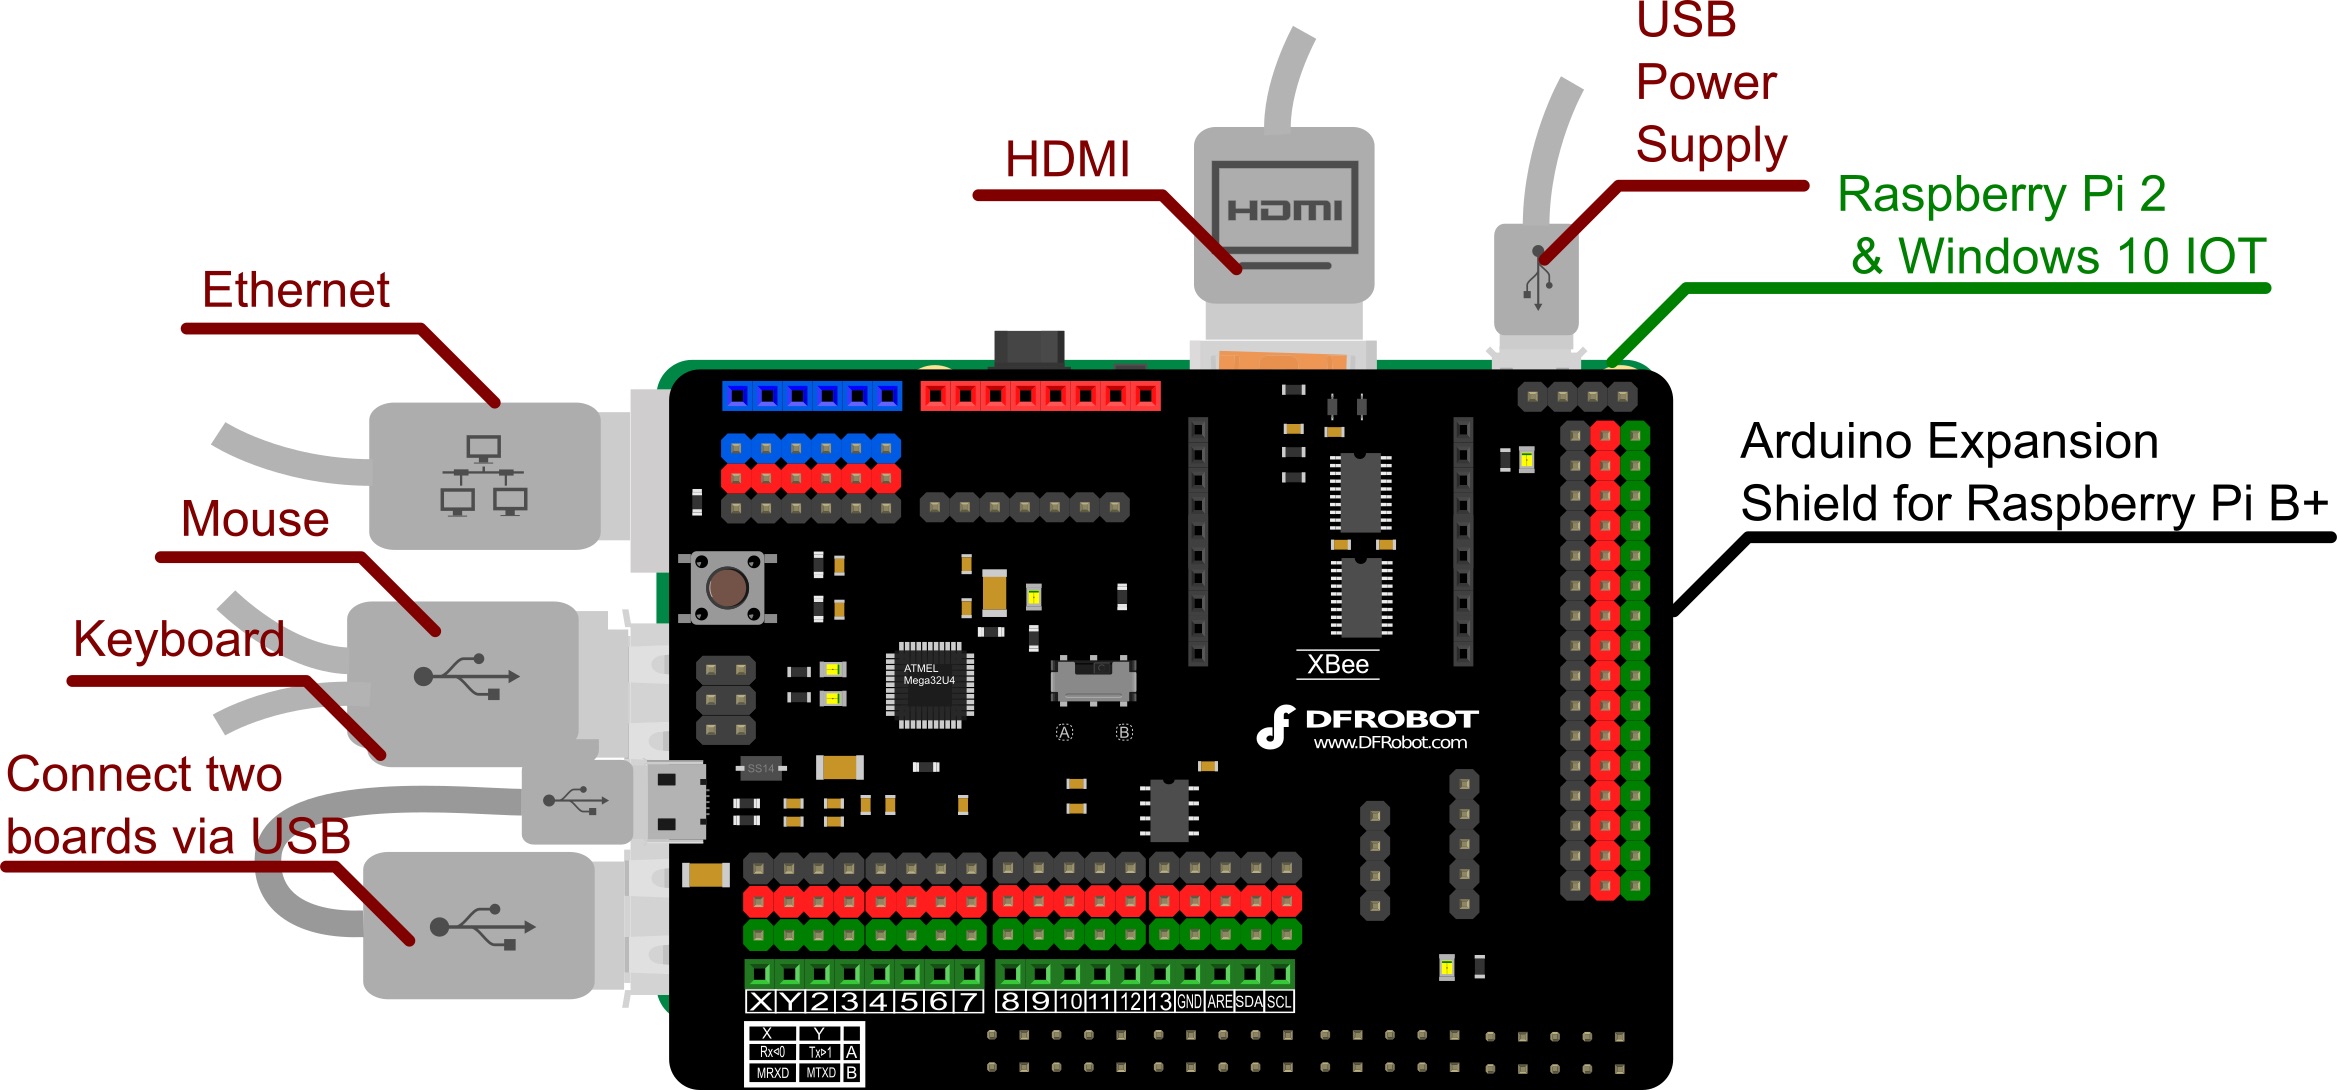 USB
Power
Supply
HDMI
HDMI
Raspberry Pi 2
& Windows 10 IOT
Ethernet
Arduino Expansion
Shield for Raspberry Pi B+
Mouse
Keyboard
Connect two
boards via USB
ATMEL
Mega32U4
XBee
A B
DFROBOT
www.DFRobot.com
SS14
X Y 2 3 4 5 6 7 8 9 10 11 12 13 GND ARE SDA SCL
X Y
Rx◁0 Tx▷1 A
MRXD MTXD B